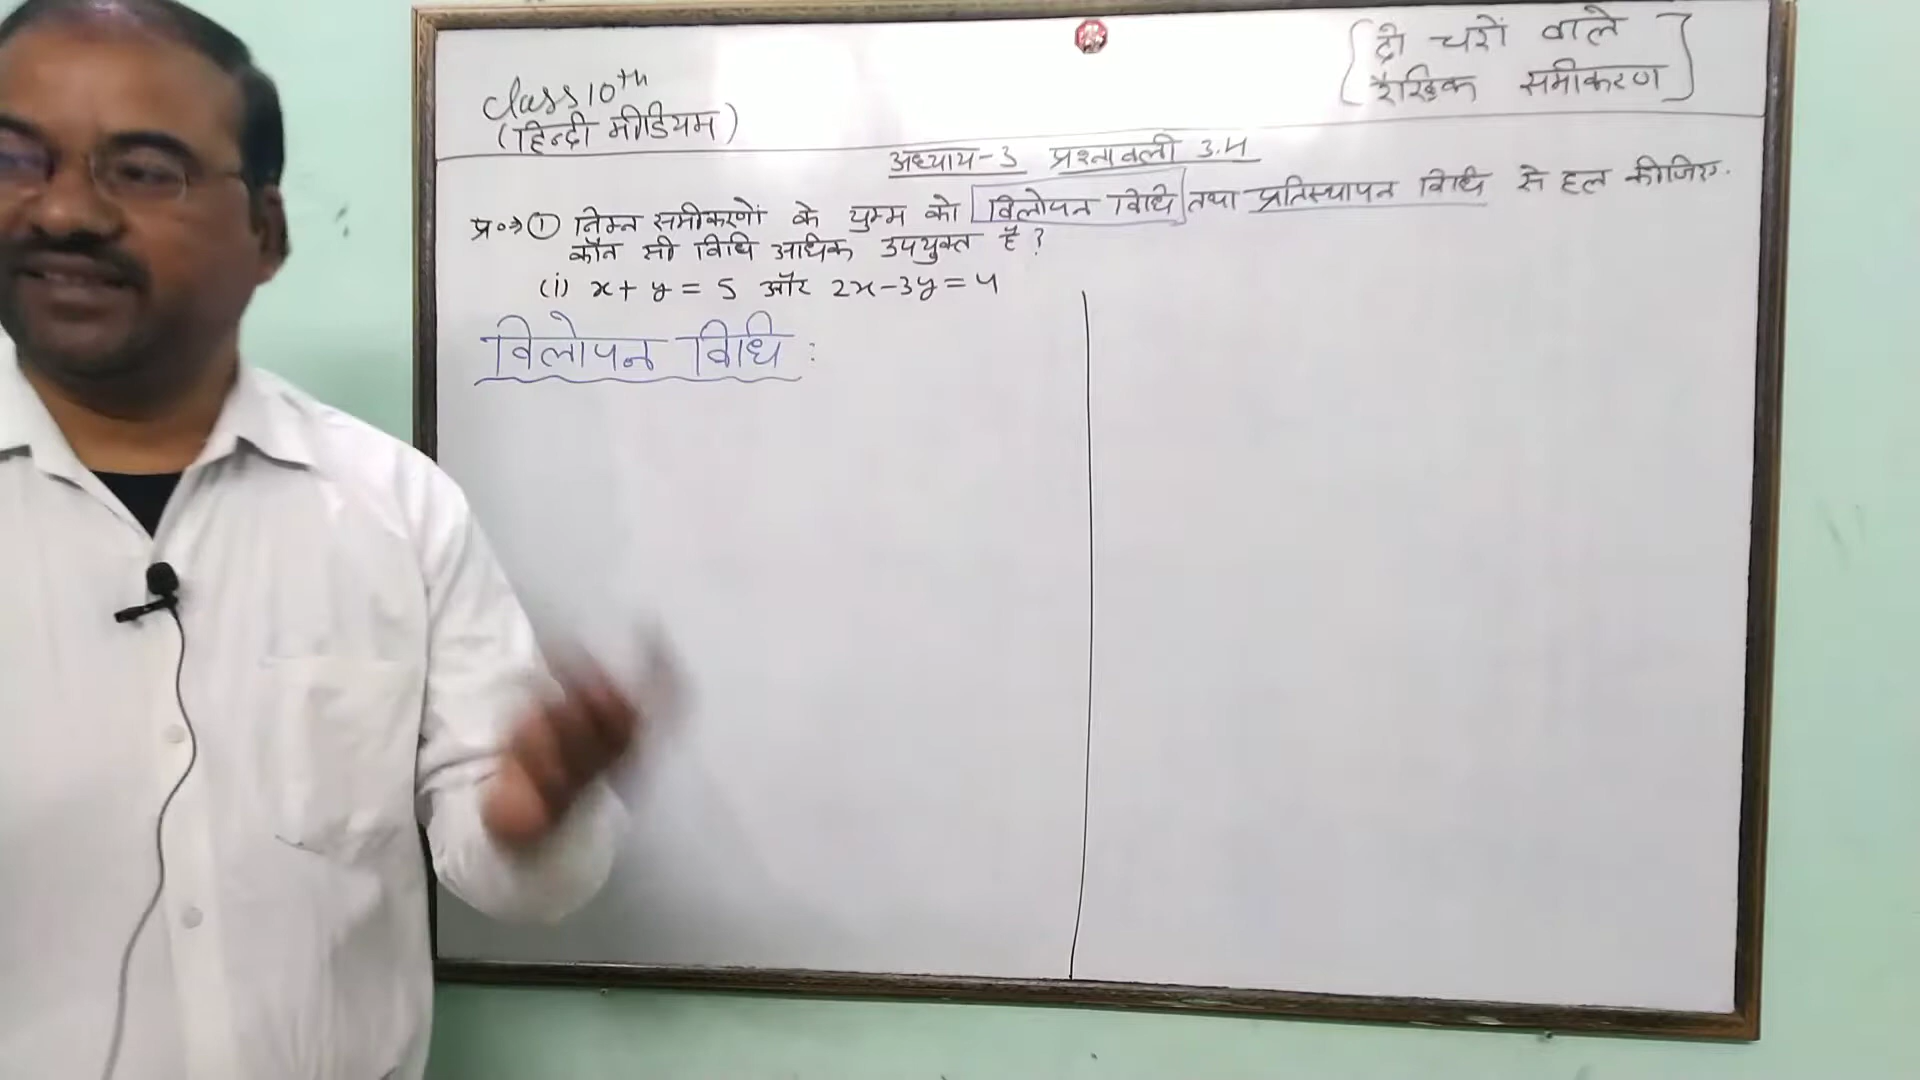 class 10th
(हिन्दी मीडियम)
दो चरों वाले
रैखिक समीकरण
अध्याय-3 प्रश्नावली 3.4
प्र०→ ① निम्न समीकरणों के युग्म को विलोपन विधि तथा प्रतिस्थापन विधि से हल कीजिए.
कौन सी विधि अधिक उपयुक्त है?
(i) x + y = 5 और 2x-3y=4
विलोपन विधि :